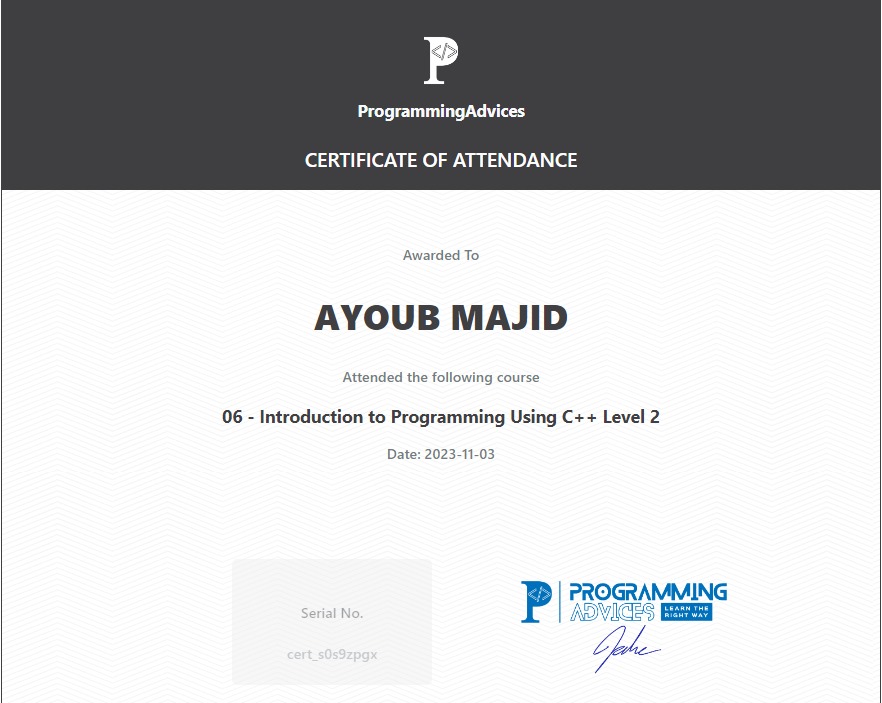 ProgrammingAdvices
CERTIFICATE OF ATTENDANCE
Awarded To
AYOUB MAJID
Attended the following course
06 - Introduction to Programming Using C++ Level 2
Date: 2023-11-03
Serial No.
cert_s0s9zpgx
P
PROGRAMMING
ADVICES
LEARN THE
RIGHT WAY